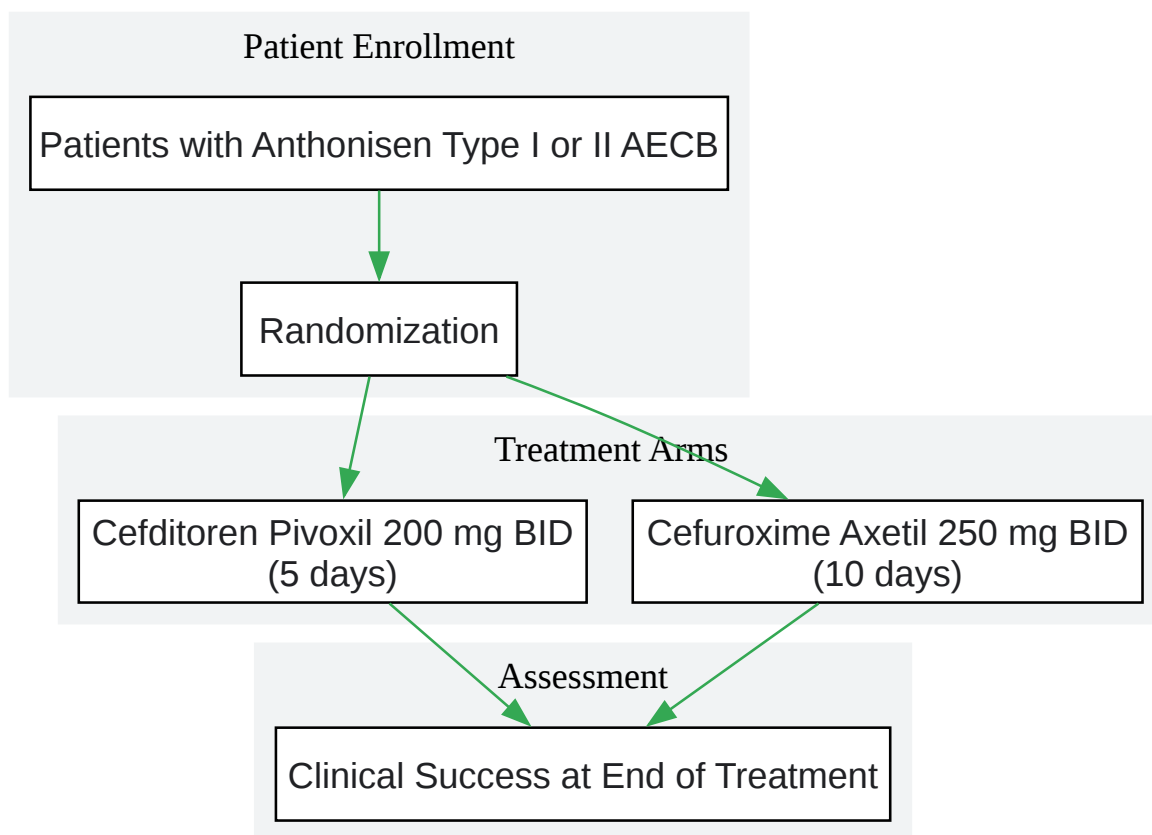 Patient Enrollment
Patients with Anthonisen Type I or II AECB
Randomization
Treatment Arms
Cefditoren Pivoxil 200 mg BID
(5 days)
Cefuroxime Axetil 250 mg BID
(10 days)
Assessment
Clinical Success at End of Treatment